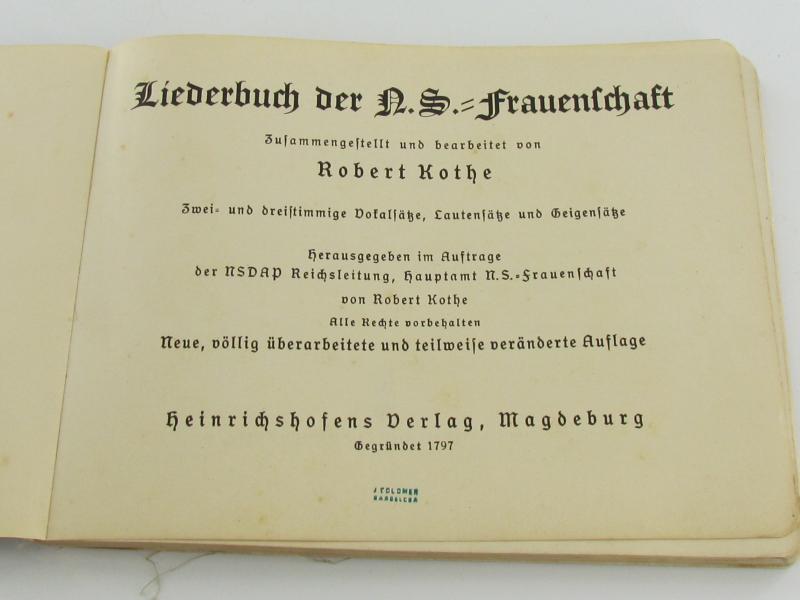 Liederbuch der N.S.=Frauenschaft
Zusammengestellt und bearbeitet von
Robert Kothe
Zwei= und dreistimmige Vokalsätze, Lautensätze und Geigensätze
Herausgegeben im Auftrage
der NSDAP Reichsleitung, Hauptamt N.S.=Frauenschaft
von Robert Kothe
Alle Rechte vorbehalten
Neue, völlig überarbeitete und teilweise veränderte Auflage
Heinrichshofens Verlag, Magdeburg
Gegründet 1797